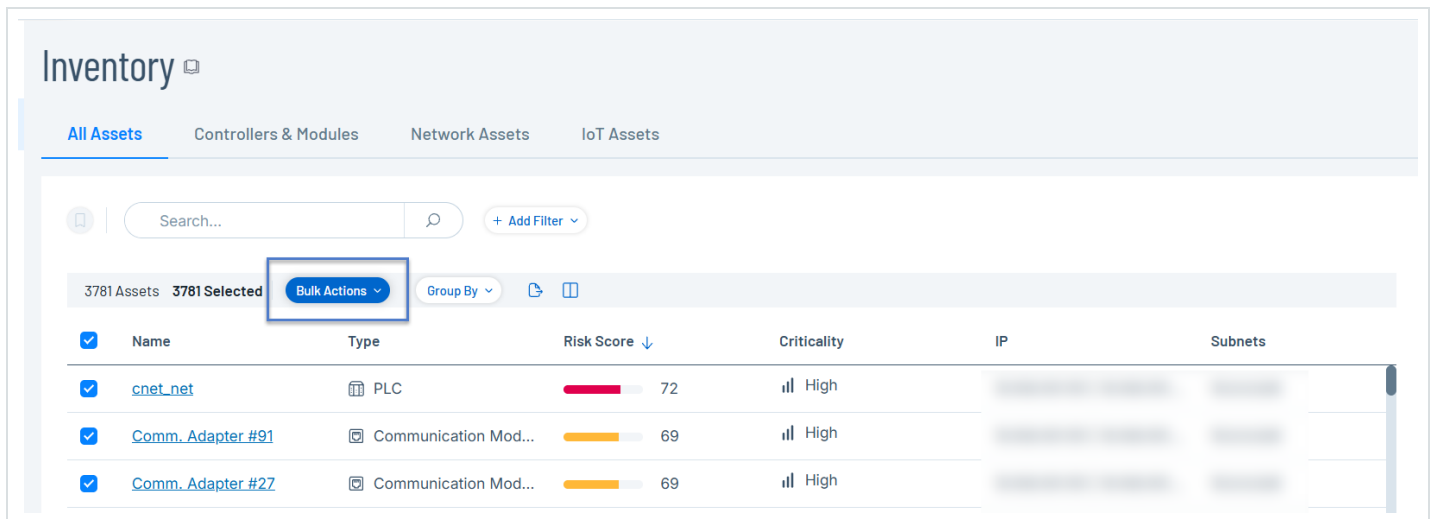 Inventory
All Assets Controllers & Modules Network Assets IoT Assets
Search...
+ Add Filter
3781 Assets 3781 Selected Bulk Actions Group By
Name Type Risk Score ↓ Criticality IP Subnets
cnet_net PLC 72 High
Comm. Adapter #91 Communication Mod... 69 High
Comm. Adapter #27 Communication Mod... 69 High